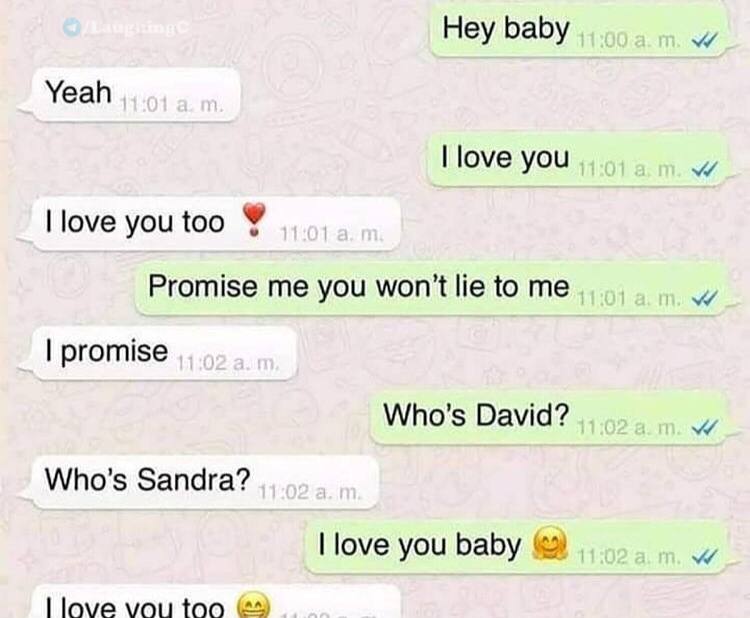 /LaughingC
Hey baby 11:00 a. m.
Yeah 11:01 a. m.
I love you 11:01 a. m.
I love you too ❣️ 11:01 a. m.
Promise me you won't lie to me 11:01 a. m.
I promise 11:02 a. m.
Who's David? 11:02 a. m.
Who's Sandra? 11:02 a. m.
I love you baby 🤗 11:02 a. m.
I love you too 😄